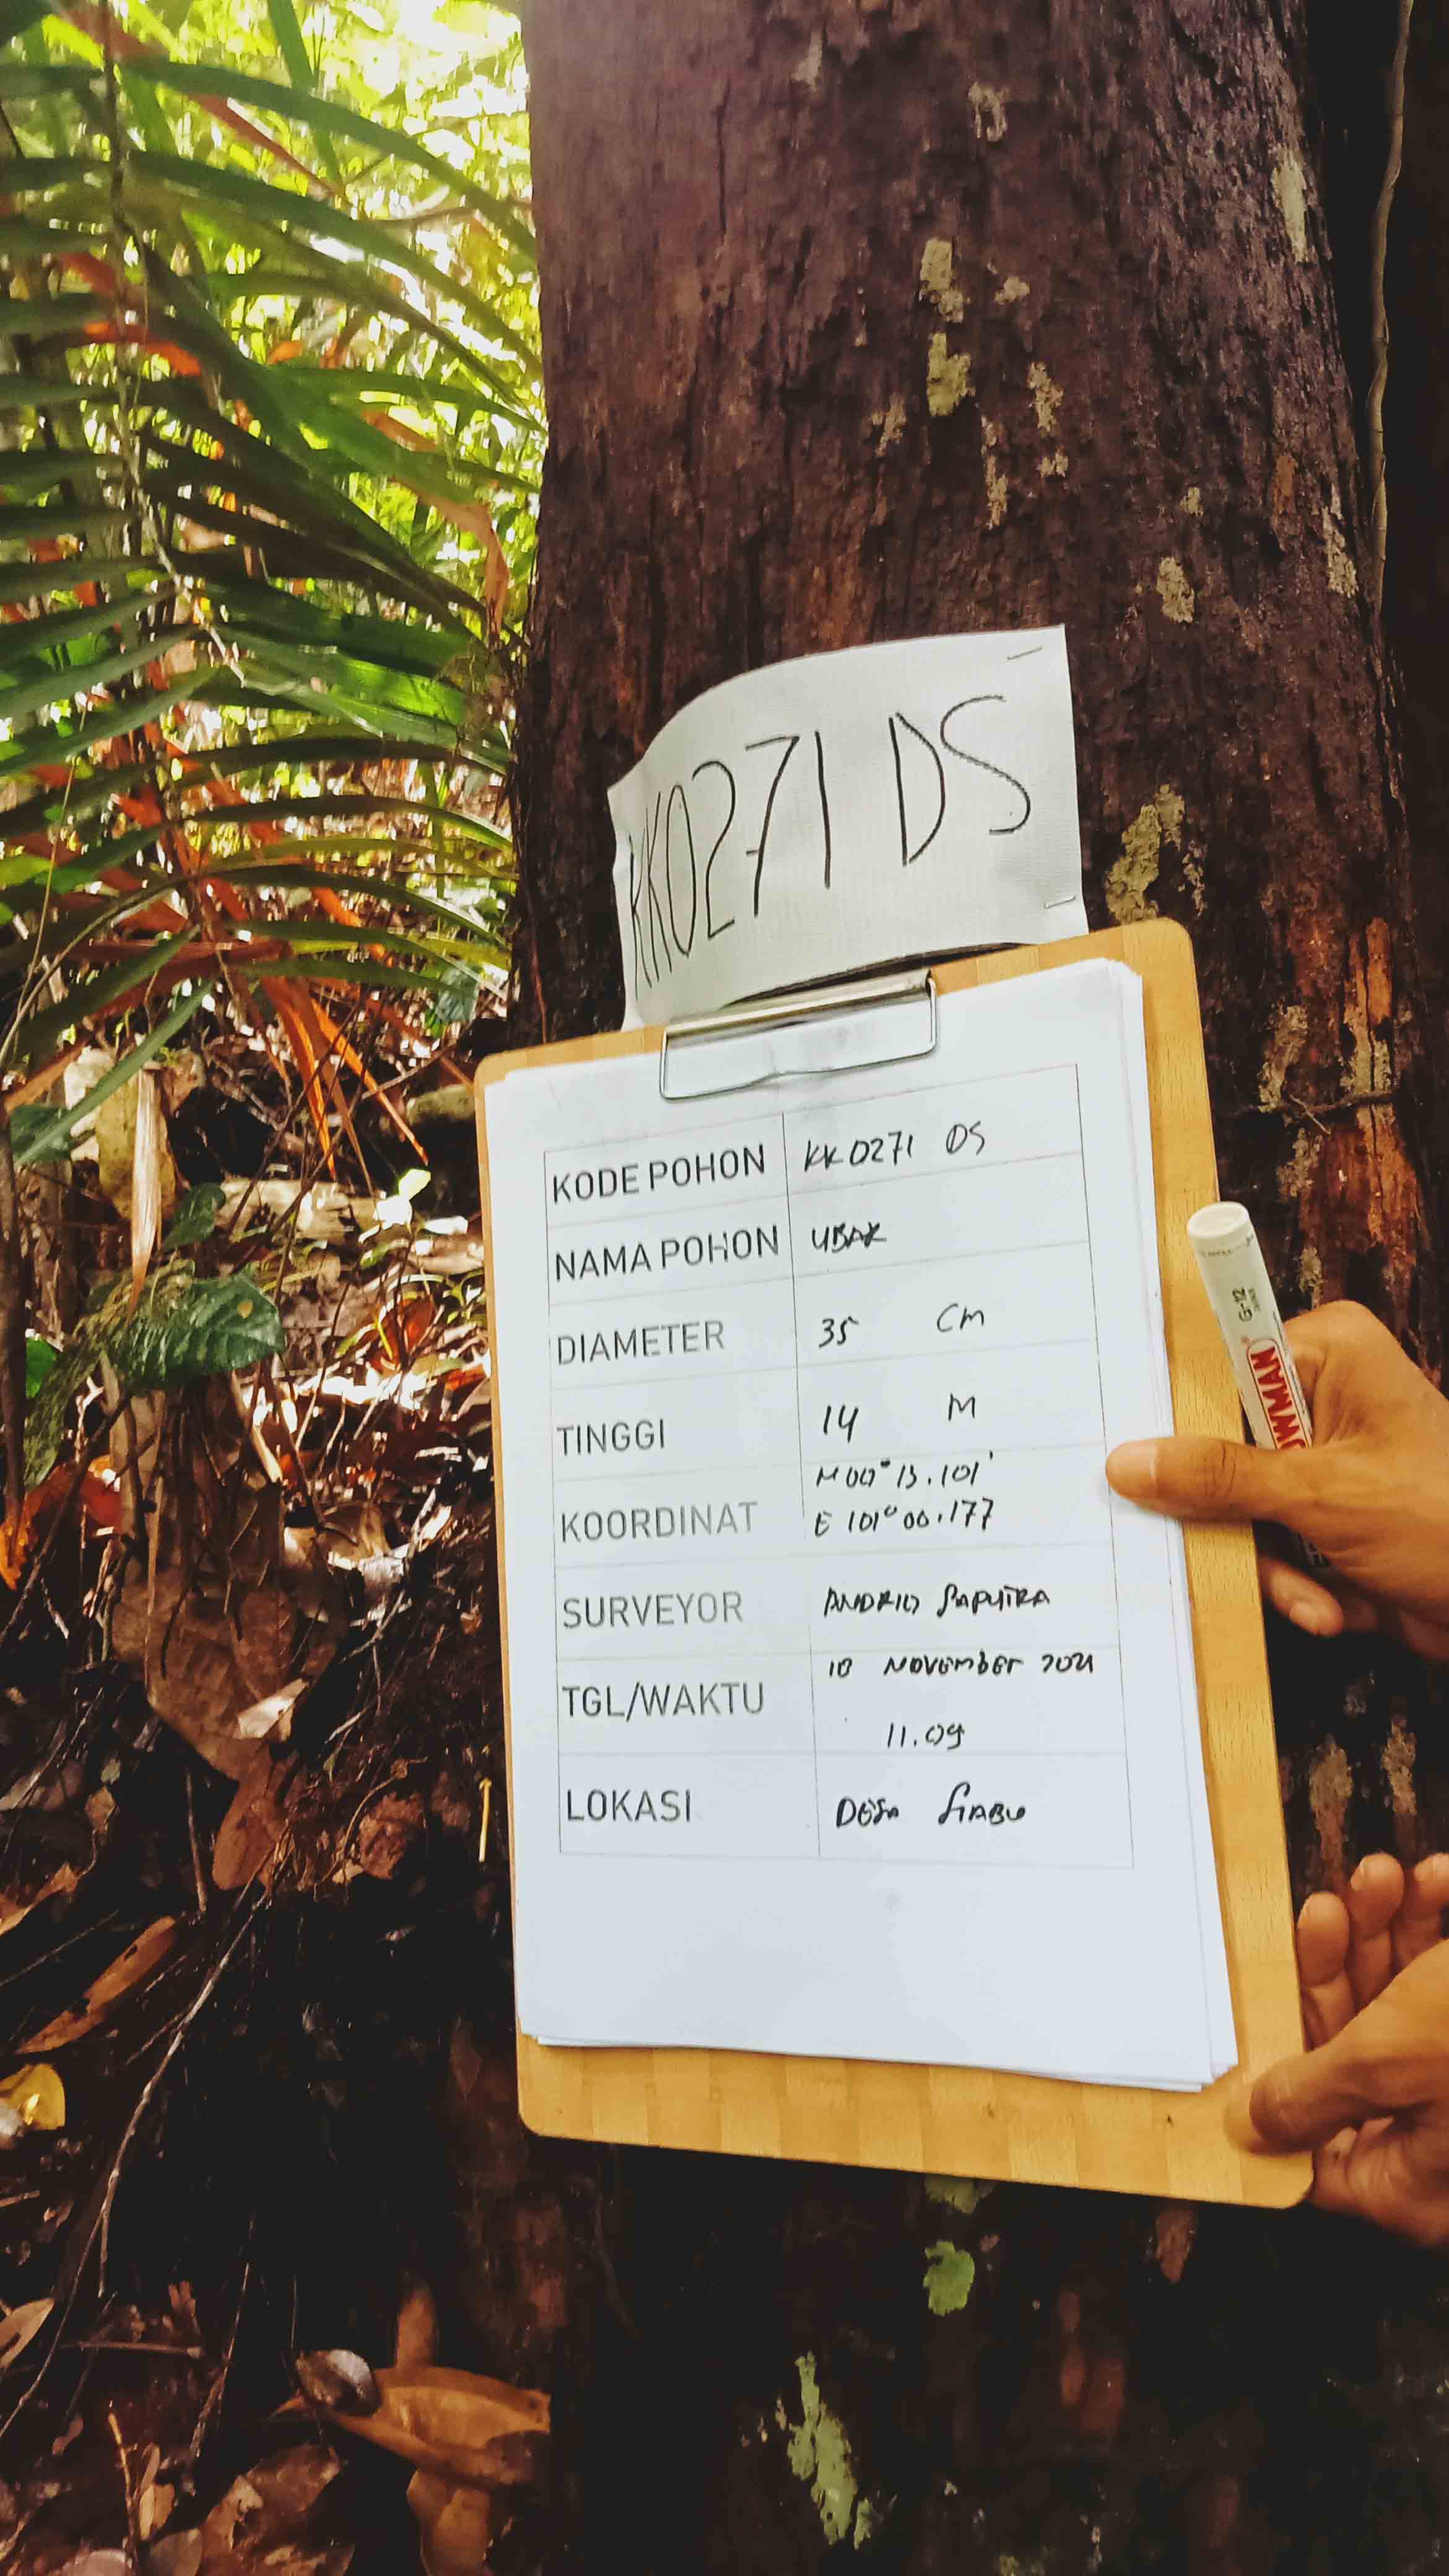 KK0271 DS
KODE POHON KK0271 DS
NAMA POHON UBAR
DIAMETER 35 CM
TINGGI 14 M
KOORDINAT N 00° 13.101'
E 101° 00.177
SURVEYOR ANDRIO SAPUTRA
TGL/WAKTU 10 NOVEMBER 2021
11.09
LOKASI DESA SIABU
G-12
OWMAN